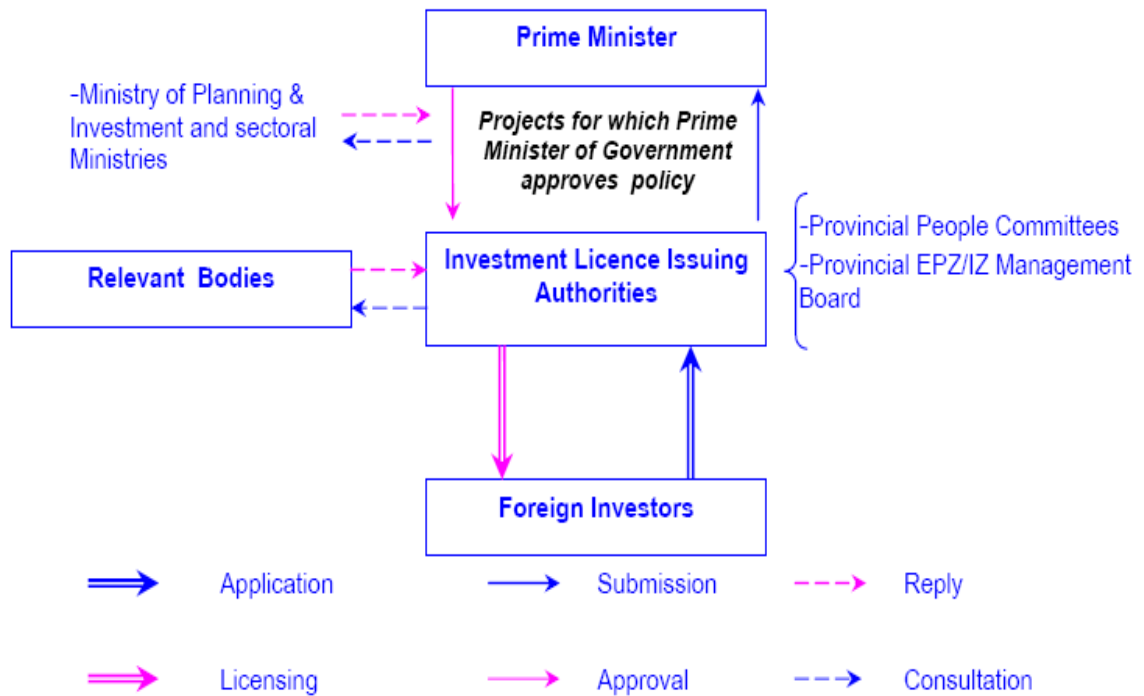 Prime Minister
-Ministry of Planning &
Investment and sectoral
Ministries
Projects for which Prime
Minister of Government
approves policy
Relevant Bodies
Investment Licence Issuing
Authorities
-Provincial People Committees
-Provincial EPZ/IZ Management
Board
Foreign Investors
Application
Submission
Reply
Licensing
Approval
Consultation